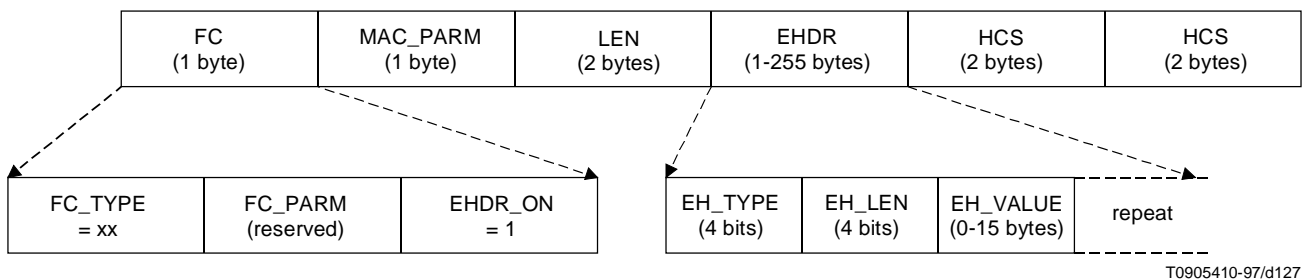 FC
(1 byte)
MAC_PARM
(1 byte)
LEN
(2 bytes)
EHDR
(1-255 bytes)
HCS
(2 bytes)
HCS
(2 bytes)
FC_TYPE
= xx
FC_PARM
(reserved)
EHDR_ON
= 1
EH_TYPE
(4 bits)
EH_LEN
(4 bits)
EH_VALUE
(0-15 bytes)
repeat
T0905410-97/d127